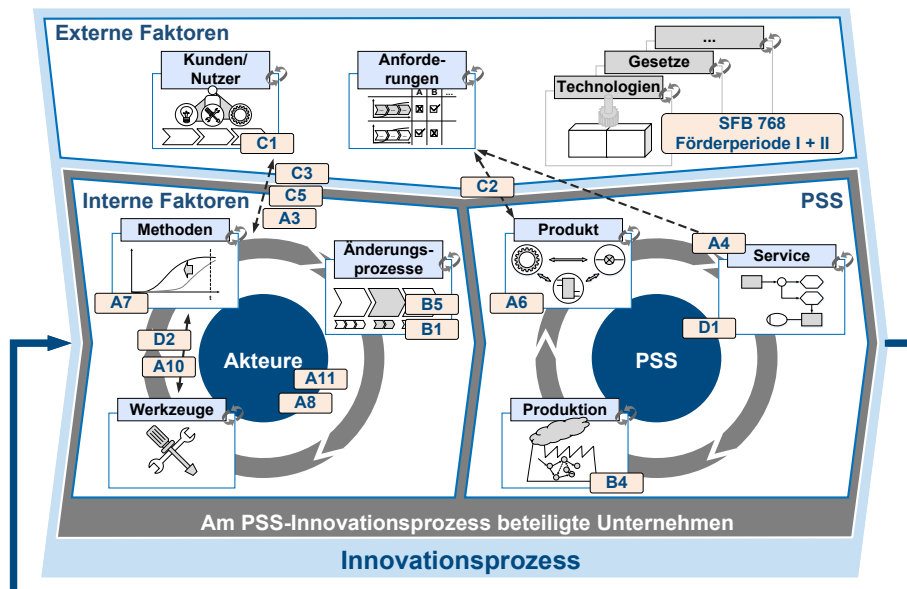 Externe Faktoren
Kunden/
Nutzer
C1
Anforde-
rungen
A B ...
...
Gesetze
Technologien
SFB 768
Förderperiode I + II
C3
C5
A3
C2
Interne Faktoren
Methoden
t
A7
Änderungs-
prozesse
B5
B1
D2
A10
Akteure
A11
A8
Werkzeuge
PSS
Produkt
A6
A4
Service
D1
PSS
Produktion
B4
Am PSS-Innovationsprozess beteiligte Unternehmen
Innovationsprozess